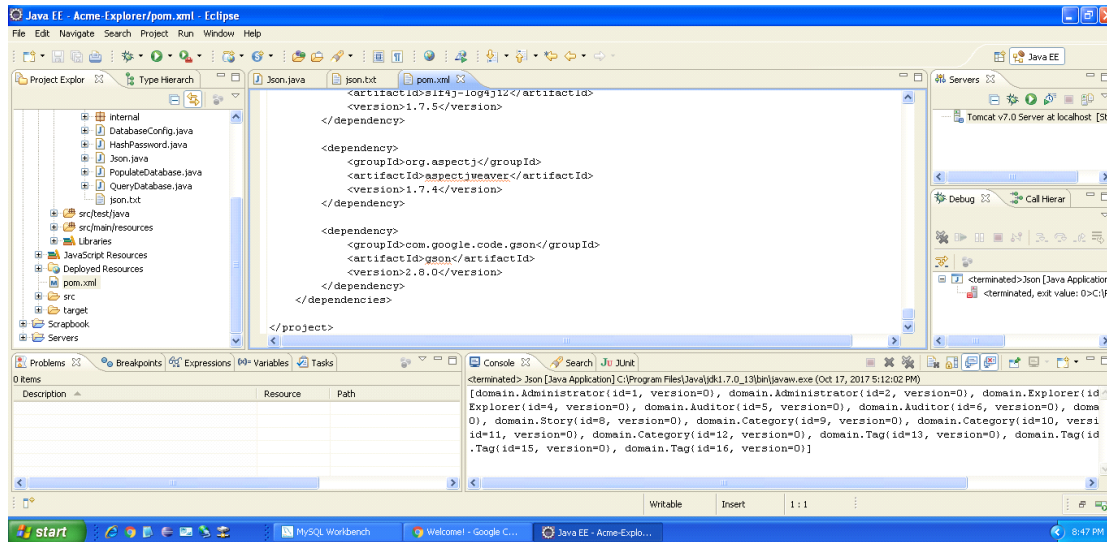 Java EE - Acme-Explorer/pom.xml - Eclipse
File Edit Navigate Search Project Run Window Help
Java EE
Project Explor
Type Hierarch
internal
DatabaseConfig.java
HashPassword.java
Json.java
PopulateDatabase.java
QueryDatabase.java
json.txt
src/test/java
src/main/resources
Libraries
JavaScript Resources
Deployed Resources
pom.xml
src
target
Scrapbook
Servers
Json.java json.txt pom.xml
<artifactId>slf4j-log4j12</artifactId>
<version>1.7.5</version>
</dependency>
<dependency>
<groupId>org.aspectj</groupId>
<artifactId>aspectjweaver</artifactId>
<version>1.7.4</version>
</dependency>
<dependency>
<groupId>com.google.code.gson</groupId>
<artifactId>gson</artifactId>
<version>2.8.0</version>
</dependency>
</dependencies>
</project>
Servers
Tomcat v7.0 Server at localhost [St
Debug Call Hierar
<terminated>Json [Java Application
<terminated, exit value: 0>C:\P
Problems Breakpoints Expressions Variables Tasks
0 items
Description Resource Path
Console Search JUnit
<terminated> Json [Java Application] C:\Program Files\Java\jdk1.7.0_13\bin\javaw.exe (Oct 17, 2017 5:12:02 PM)
[domain.Administrator{id=1, version=0}, domain.Administrator{id=2, version=0}, domain.Explorer{id
Explorer{id=4, version=0}, domain.Auditor{id=5, version=0}, domain.Auditor{id=6, version=0}, doma
0}, domain.Story{id=8, version=0}, domain.Category{id=9, version=0}, domain.Category{id=10, versi
id=11, version=0}, domain.Category{id=12, version=0}, domain.Tag{id=13, version=0}, domain.Tag{id
.Tag{id=15, version=0}, domain.Tag{id=16, version=0}]
Writable Insert 1 : 1
start
MySQL Workbench
Welcome! - Google C...
Java EE - Acme-Explo...
8:47 PM